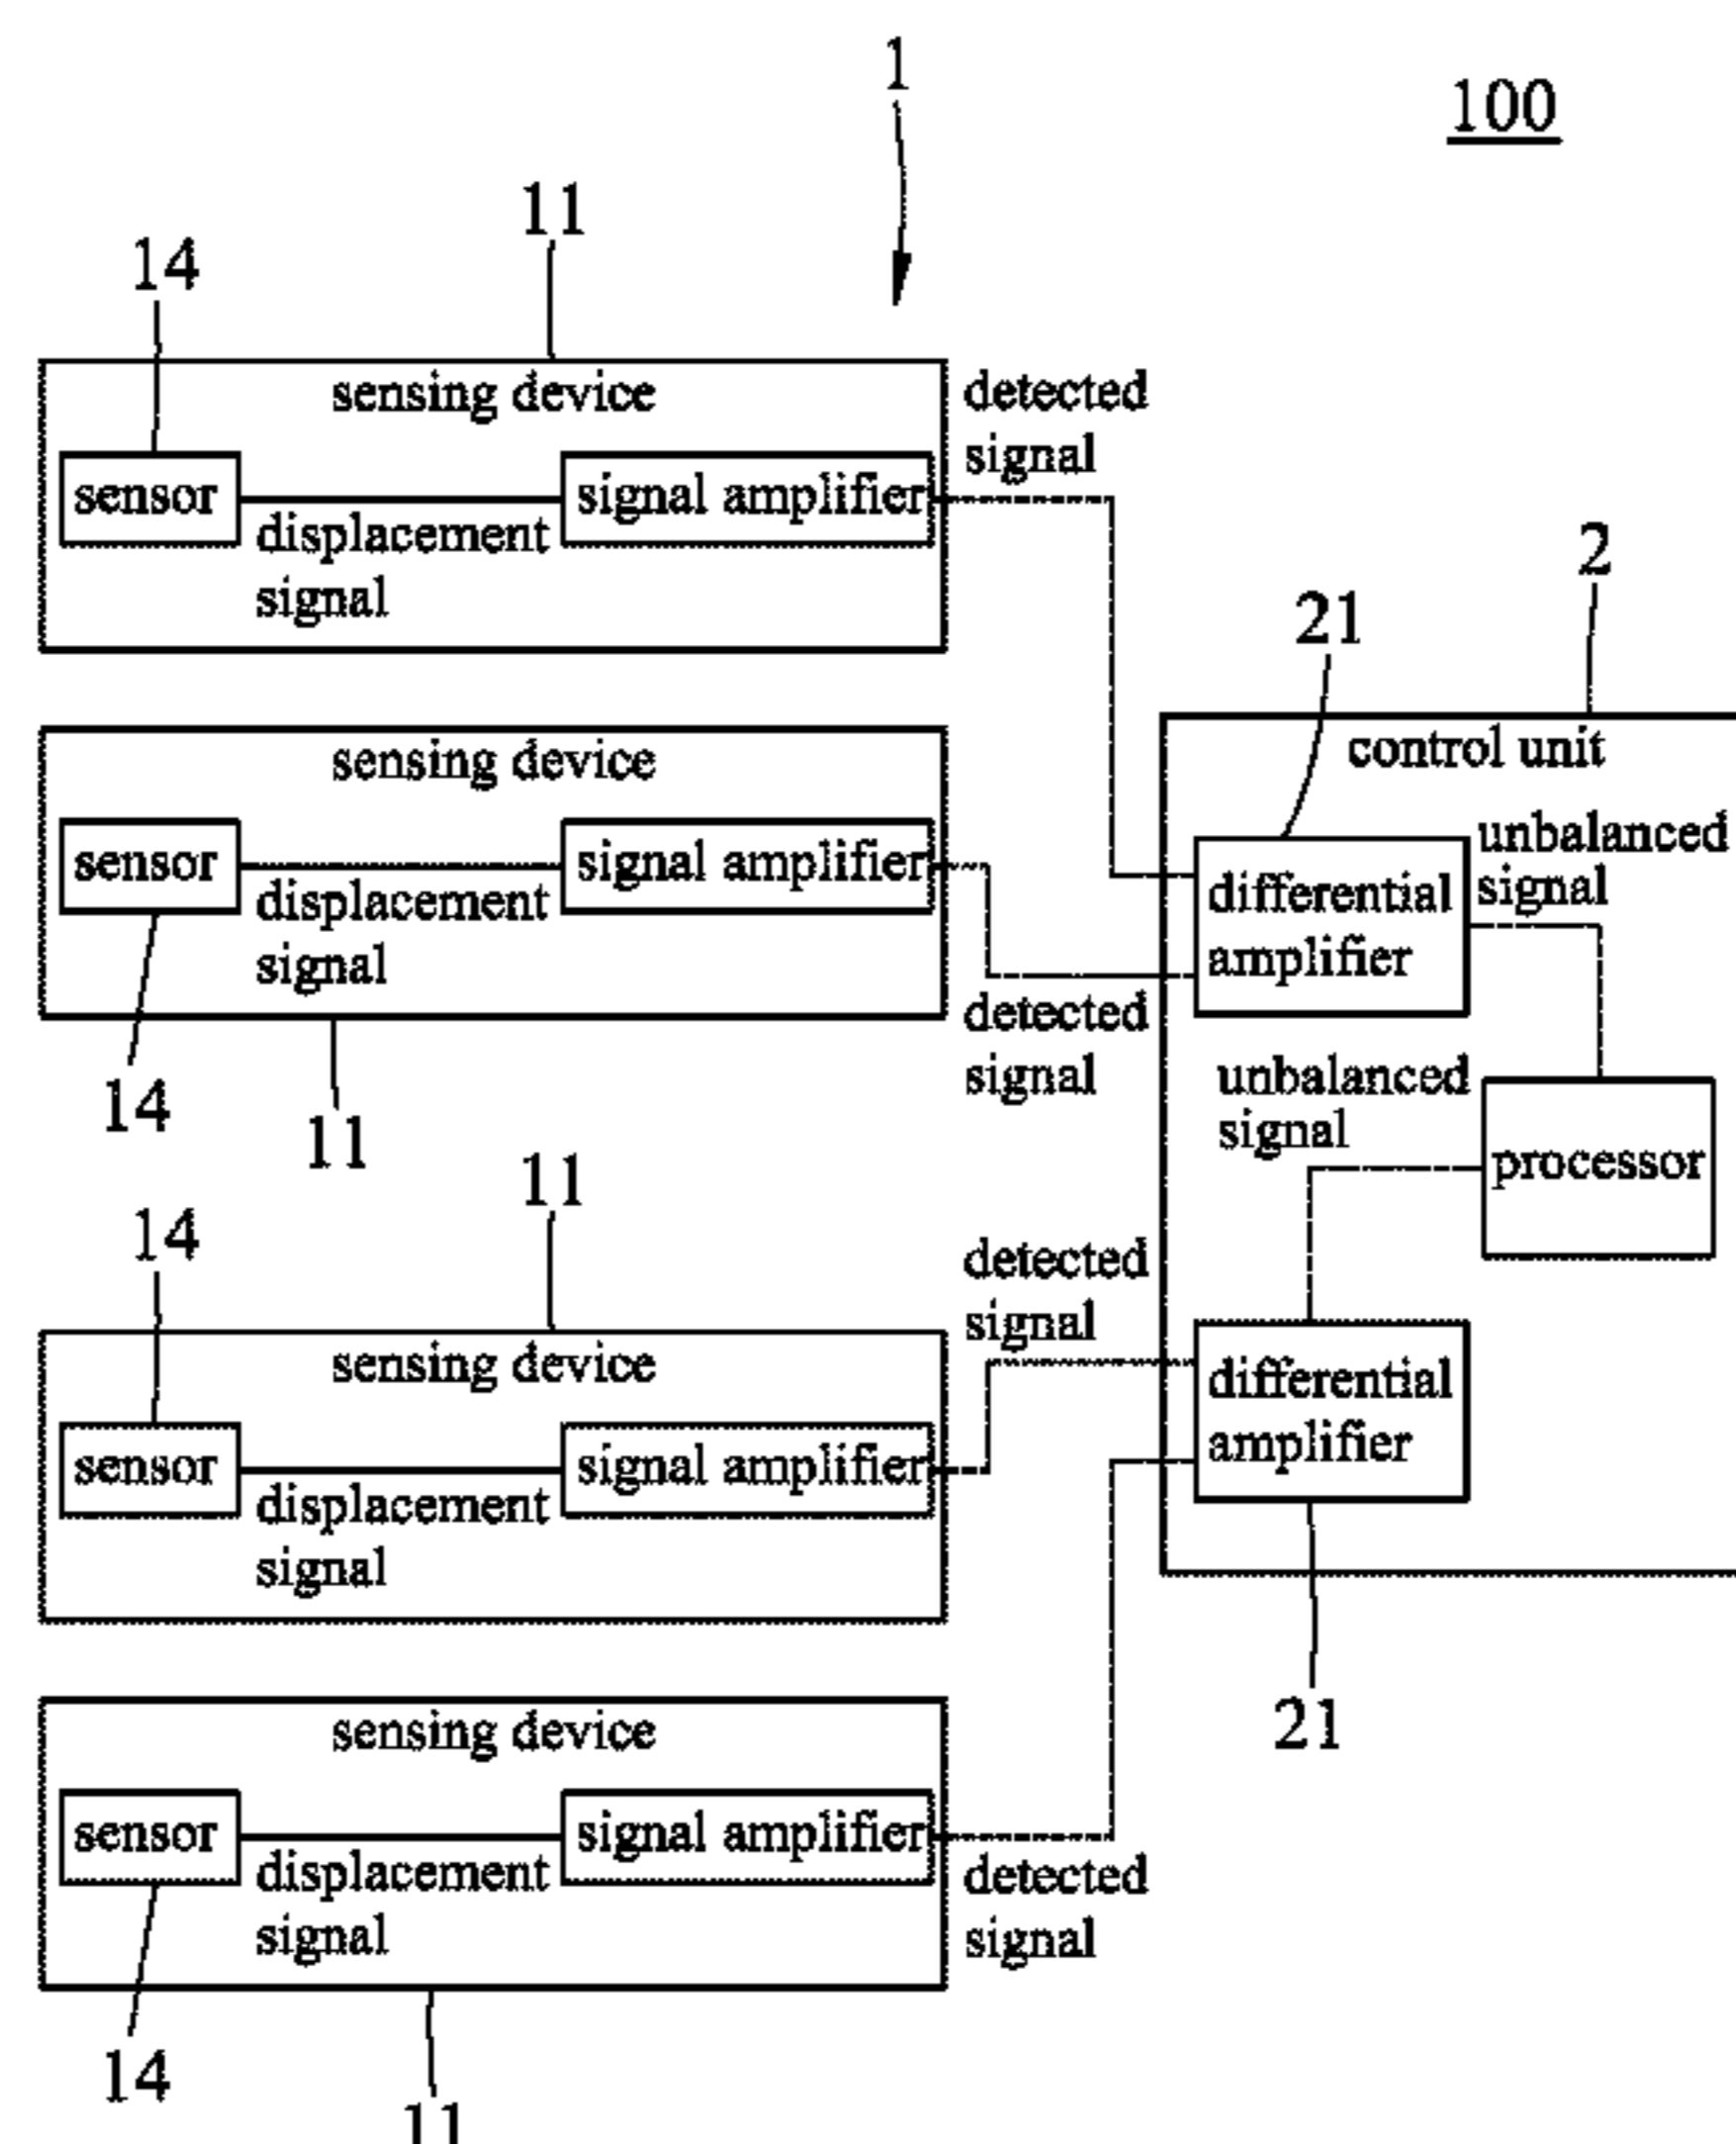 1
100
11
14
sensing device
detected
signal
sensor
signal amplifier
displacement
signal
2
21
sensing device
control unit
sensor
signal amplifier
displacement
signal
unbalanced
signal
differential
amplifier
detected
signal
14
11
unbalanced
signal
processor
11
14
detected
signal
sensing device
differential
amplifier
sensor
signal amplifier
displacement
signal
21
sensing device
sensor
signal amplifier
displacement
signal
detected
signal
14
11